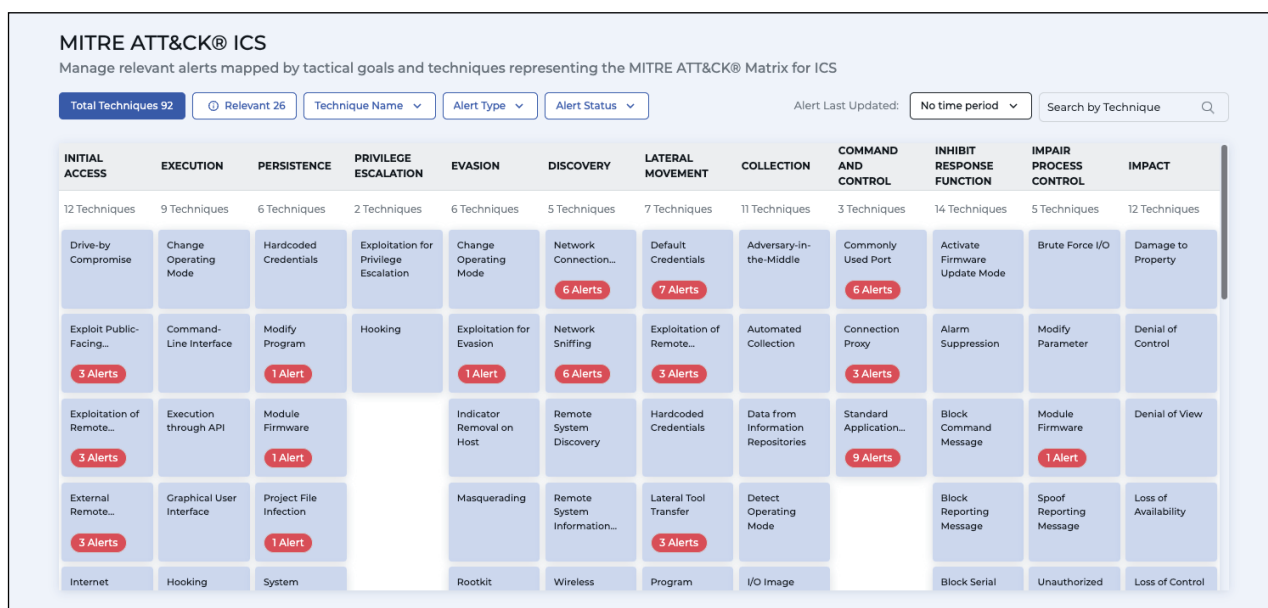 MITRE ATT&CK® ICS
Manage relevant alerts mapped by tactical goals and techniques representing the MITRE ATT&CK® Matrix for ICS
Total Techniques 92
Relevant 26
Technique Name
Alert Type
Alert Status
Alert Last Updated:
No time period
Search by Technique
INITIAL
ACCESS
EXECUTION
PERSISTENCE
PRIVILEGE
ESCALATION
EVASION
DISCOVERY
LATERAL
MOVEMENT
COLLECTION
COMMAND
AND
CONTROL
INHIBIT
RESPONSE
FUNCTION
IMPAIR
PROCESS
CONTROL
IMPACT
12 Techniques
9 Techniques
6 Techniques
2 Techniques
6 Techniques
5 Techniques
7 Techniques
11 Techniques
3 Techniques
14 Techniques
5 Techniques
12 Techniques
Drive-by
Compromise
Change
Operating
Mode
Hardcoded
Credentials
Exploitation for
Privilege
Escalation
Change
Operating
Mode
Network
Connection...
6 Alerts
Default
Credentials
7 Alerts
Adversary-in-
the-Middle
Commonly
Used Port
6 Alerts
Activate
Firmware
Update Mode
Brute Force I/O
Damage to
Property
Exploit Public-
Facing...
3 Alerts
Command-
Line Interface
Modify
Program
1 Alert
Hooking
Exploitation for
Evasion
1 Alert
Network
Sniffing
6 Alerts
Exploitation of
Remote...
3 Alerts
Automated
Collection
Connection
Proxy
3 Alerts
Alarm
Suppression
Modify
Parameter
Denial of
Control
Exploitation of
Remote...
3 Alerts
Execution
through API
Module
Firmware
1 Alert
Indicator
Removal on
Host
Remote
System
Discovery
Hardcoded
Credentials
Data from
Information
Repositories
Standard
Application...
9 Alerts
Block
Command
Message
Module
Firmware
1 Alert
Denial of View
External
Remote...
3 Alerts
Graphical User
Interface
Project File
Infection
1 Alert
Masquerading
Remote
System
Information...
Lateral Tool
Transfer
3 Alerts
Detect
Operating
Mode
Block
Reporting
Message
Spoof
Reporting
Message
Loss of
Availability
Internet
Hooking
System
Rootkit
Wireless
Program
I/O Image
Block Serial
Unauthorized
Loss of Control